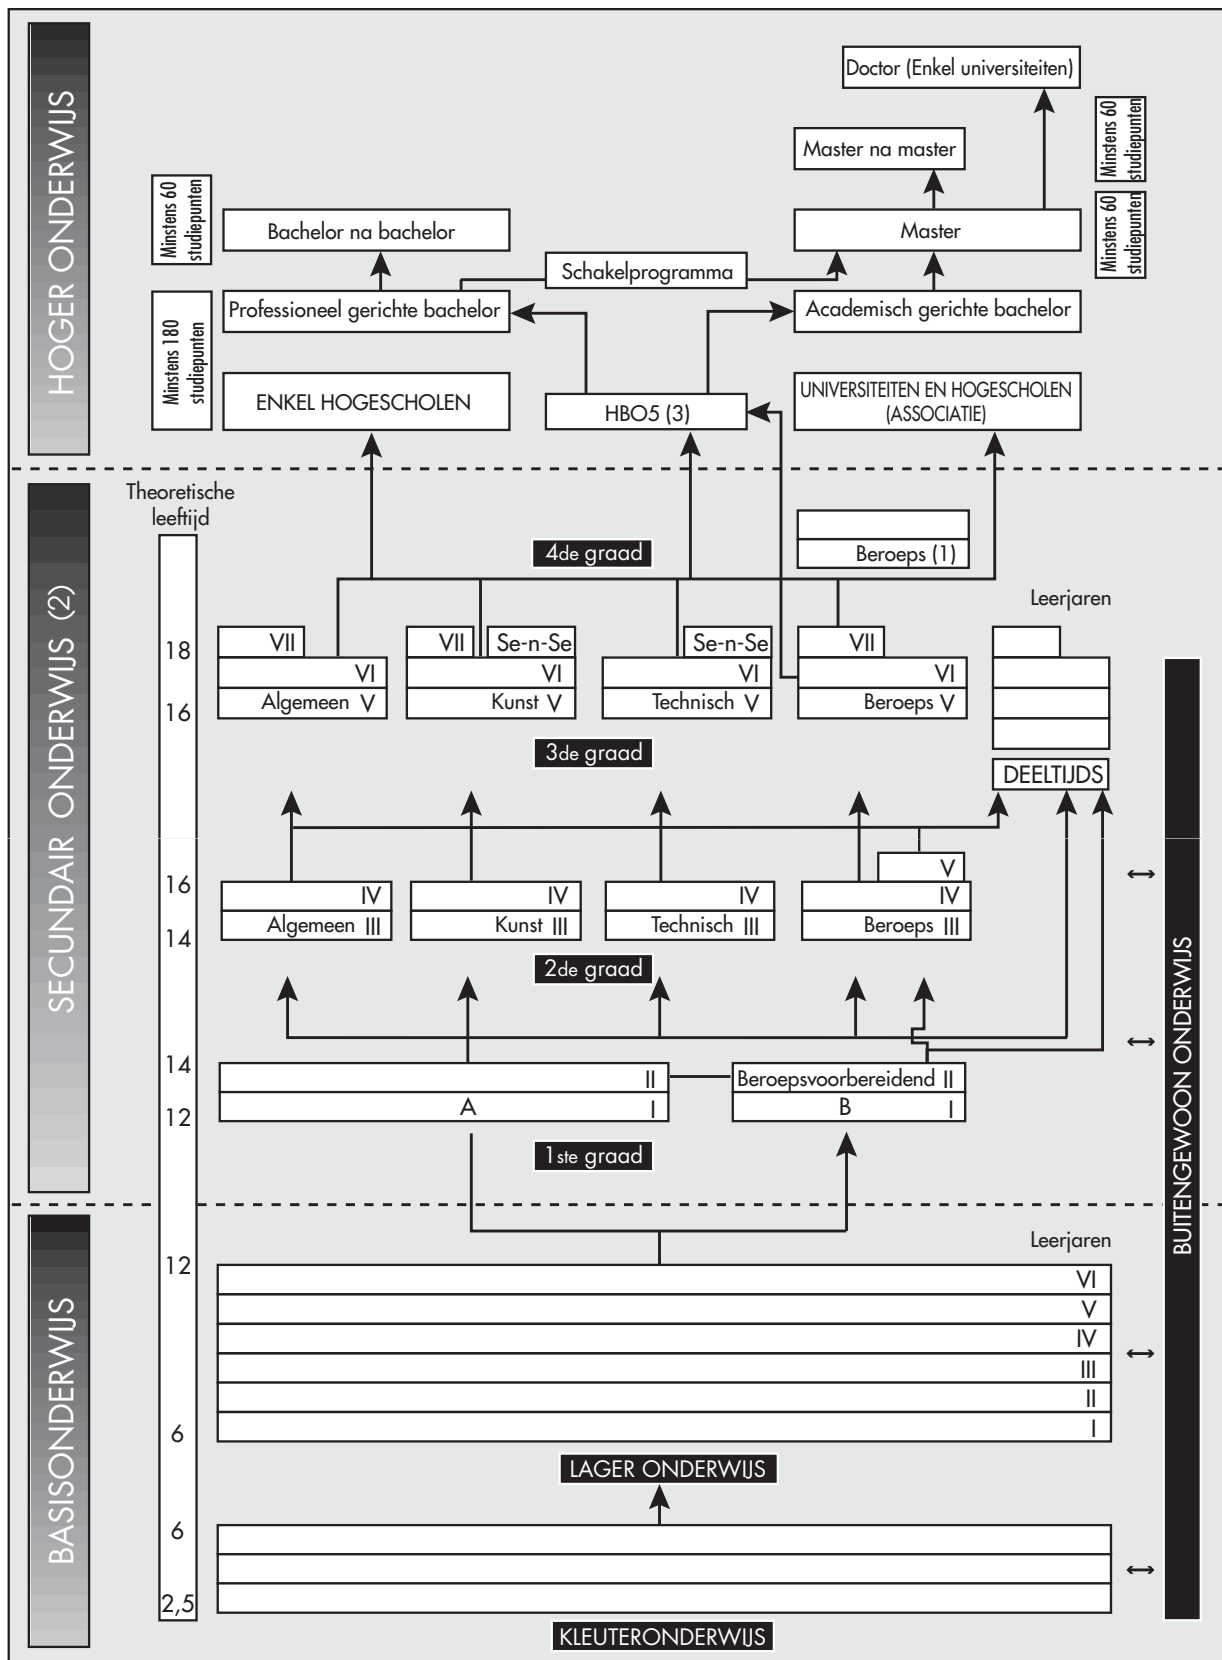 HOGER ONDERWIJS
Doctor (Enkel universiteiten)
Minstens 60
studiepunten
Master na master
Minstens 60
studiepunten
Bachelor na bachelor
Master
Minstens 60
studiepunten
Schakelprogramma
Minstens 180
studiepunten
Professioneel gerichte bachelor
Academisch gerichte bachelor
ENKEL HOGESCHOLEN
HBO5 (3)
UNIVERSITEITEN EN HOGESCHOLEN
(ASSOCIATIE)
SECUNDAIR ONDERWIJS (2)
Theoretische
leeftijd
4de graad
Beroeps (1)
Leerjaren
18
VII
VII
Se-n-Se
Se-n-Se
VII
VI
VI
VI
VI
16
Algemeen V
Kunst V
Technisch V
Beroeps V
3de graad
DEELTIJDS
V
16
IV
IV
IV
IV
14
Algemeen III
Kunst III
Technisch III
Beroeps III
2de graad
14
II
Beroepsvoorbereidend II
12
A I
B I
1ste graad
BUITENGEWOON ONDERWIJS
BASISONDERWIJS
Leerjaren
12
VI
V
IV
III
II
6
I
LAGER ONDERWIJS
6
2,5
KLEUTERONDERWIJS